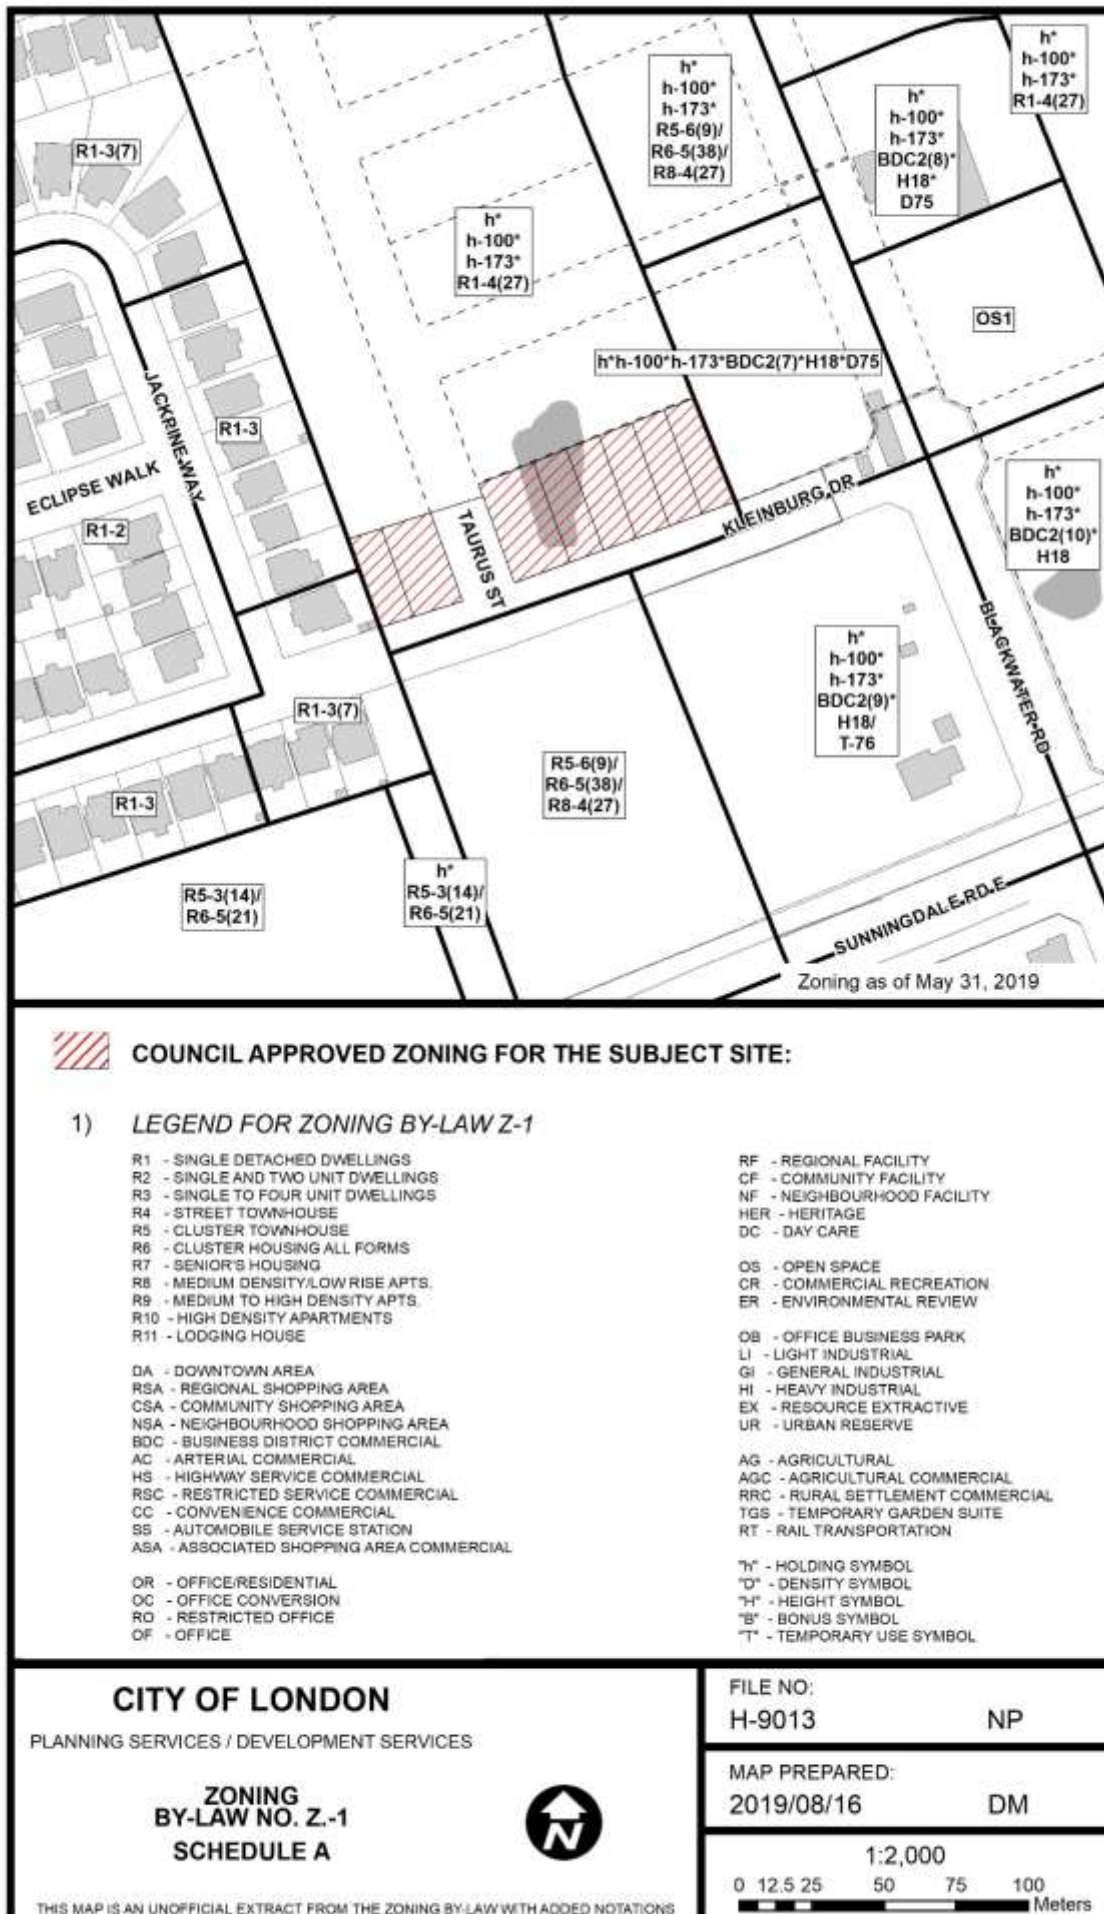 h*
h-100*
h-173*
R1-4(27)
h*
h-100*
h-173*
R5-6(9)/
R6-5(38)/
R8-4(27)
h*
h-100*
h-173*
BDC2(8)*
H18*
D75
R1-3(7)
h*
h-100*
h-173*
R1-4(27)
OS1
h*h-100*h-173*BDC2(7)*H18*D75
JACKRINE WAY
R1-3
ECLIPSE WALK
R1-2
TAURUS ST
KLEINBURG DR
h*
h-100*
h-173*
BDC2(10)*
H18
BLACKWATER RD
h*
h-100*
h-173*
BDC2(9)*
H18/
T-76
R1-3(7)
R5-6(9)/
R6-5(38)/
R8-4(27)
R1-3
R5-3(14)/
R6-5(21)
h*
R5-3(14)/
R6-5(21)
SUNNINGDALE RD E
Zoning as of May 31, 2019
COUNCIL APPROVED ZONING FOR THE SUBJECT SITE:
1) LEGEND FOR ZONING BY-LAW Z-1
R1 - SINGLE DETACHED DWELLINGS
R2 - SINGLE AND TWO UNIT DWELLINGS
R3 - SINGLE TO FOUR UNIT DWELLINGS
R4 - STREET TOWNHOUSE
R5 - CLUSTER TOWNHOUSE
R6 - CLUSTER HOUSING ALL FORMS
R7 - SENIOR'S HOUSING
R8 - MEDIUM DENSITY/LOW RISE APTS.
R9 - MEDIUM TO HIGH DENSITY APTS.
R10 - HIGH DENSITY APARTMENTS
R11 - LODGING HOUSE
DA - DOWNTOWN AREA
RSA - REGIONAL SHOPPING AREA
CSA - COMMUNITY SHOPPING AREA
NSA - NEIGHBOURHOOD SHOPPING AREA
BDC - BUSINESS DISTRICT COMMERCIAL
AC - ARTERIAL COMMERCIAL
HS - HIGHWAY SERVICE COMMERCIAL
RSC - RESTRICTED SERVICE COMMERCIAL
CC - CONVENIENCE COMMERCIAL
SS - AUTOMOBILE SERVICE STATION
ASA - ASSOCIATED SHOPPING AREA COMMERCIAL
OR - OFFICE/RESIDENTIAL
OC - OFFICE CONVERSION
RO - RESTRICTED OFFICE
OF - OFFICE
RF - REGIONAL FACILITY
CF - COMMUNITY FACILITY
NF - NEIGHBOURHOOD FACILITY
HER - HERITAGE
DC - DAY CARE
OS - OPEN SPACE
CR - COMMERCIAL RECREATION
ER - ENVIRONMENTAL REVIEW
OB - OFFICE BUSINESS PARK
LI - LIGHT INDUSTRIAL
GI - GENERAL INDUSTRIAL
HI - HEAVY INDUSTRIAL
EX - RESOURCE EXTRACTIVE
UR - URBAN RESERVE
AG - AGRICULTURAL
AGC - AGRICULTURAL COMMERCIAL
RRC - RURAL SETTLEMENT COMMERCIAL
TGS - TEMPORARY GARDEN SUITE
RT - RAIL TRANSPORTATION
"h" - HOLDING SYMBOL
"D" - DENSITY SYMBOL
"H" - HEIGHT SYMBOL
"B" - BONUS SYMBOL
"T" - TEMPORARY USE SYMBOL
CITY OF LONDON
PLANNING SERVICES / DEVELOPMENT SERVICES
ZONING
BY-LAW NO. Z.-1
SCHEDULE A
N
THIS MAP IS AN UNOFFICIAL EXTRACT FROM THE ZONING BY-LAW WITH ADDED NOTATIONS
FILE NO:
H-9013 NP
MAP PREPARED:
2019/08/16 DM
1:2,000
0 12.5 25 50 75 100
Meters